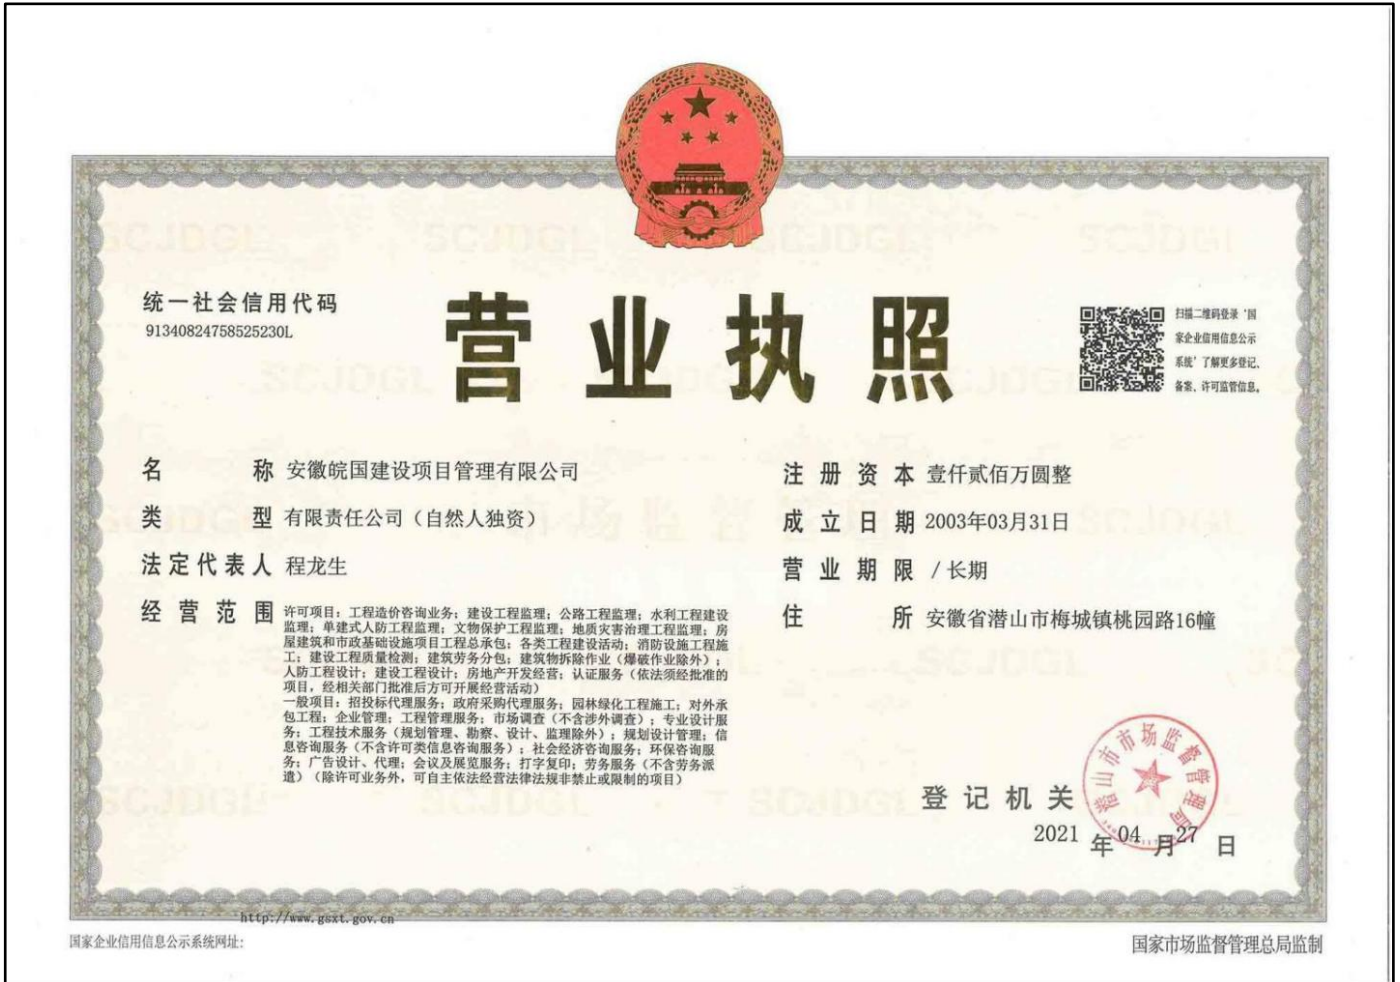 统一社会信用代码
91340824758525230L
营业执照
扫描二维码登录‘国
家企业信用信息公示
系统’了解更多登记、
备案、许可监管信息。
名称 安徽皖国建设项目管理有限公司
类型 有限责任公司（自然人独资）
法定代表人 程龙生
经营范围 许可项目：工程造价咨询业务；建设工程监理；公路工程监理；水利工程建设
监理；单建式人防工程监理；文物保护工程监理；地质灾害治理工程监理；房
屋建筑和市政基础设施项目工程总承包；各类工程建设活动；消防设施工程施
工；建设工程质量检测；建筑劳务分包；建筑物拆除作业（爆破作业除外）；
人防工程设计；建设工程设计；房地产开发经营；认证服务（依法须经批准的
项目，经相关部门批准后方可开展经营活动）
一般项目：招投标代理服务；政府采购代理服务；园林绿化工程施工；对外承
包工程；企业管理；工程管理服务；市场调查（不含涉外调查）；专业设计服
务；工程技术服务（规划管理、勘察、设计、监理除外）；规划设计管理；信
息咨询服务（不含许可类信息咨询服务）；社会经济咨询服务；环保咨询服
务；广告设计、代理；会议及展览服务；打字复印；劳务服务（不含劳务派
遣）（除许可业务外，可自主依法经营法律法规非禁止或限制的项目）
注册资本 壹仟贰佰万圆整
成立日期 2003年03月31日
营业期限 / 长期
住所 安徽省潜山市梅城镇桃园路16幢
登记机关
潜山市市场监督管理局
2021年04月27日
http://www.gsxt.gov.cn
国家企业信用信息公示系统网址:
国家市场监督管理总局监制